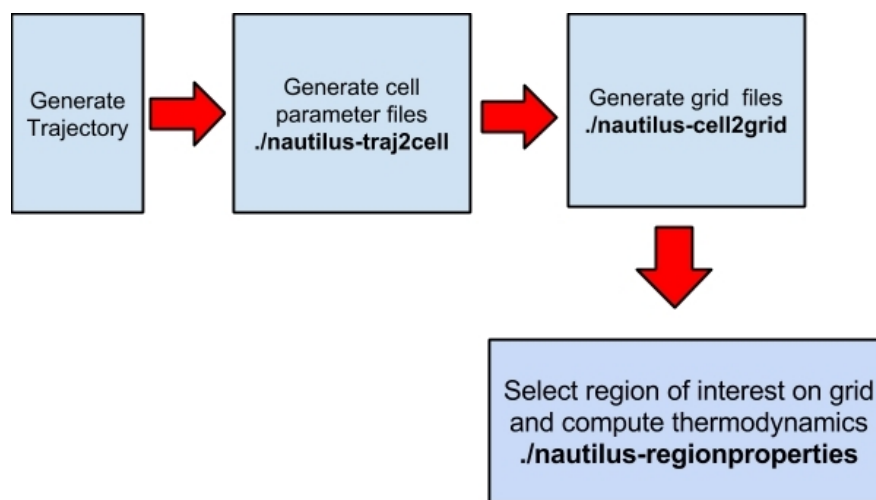 Generate
Trajectory
Generate cell
parameter files
./nautilus-traj2cell
Generate grid files
./nautilus-cell2grid
Select region of interest on grid
and compute thermodynamics
./nautilus-regionproperties